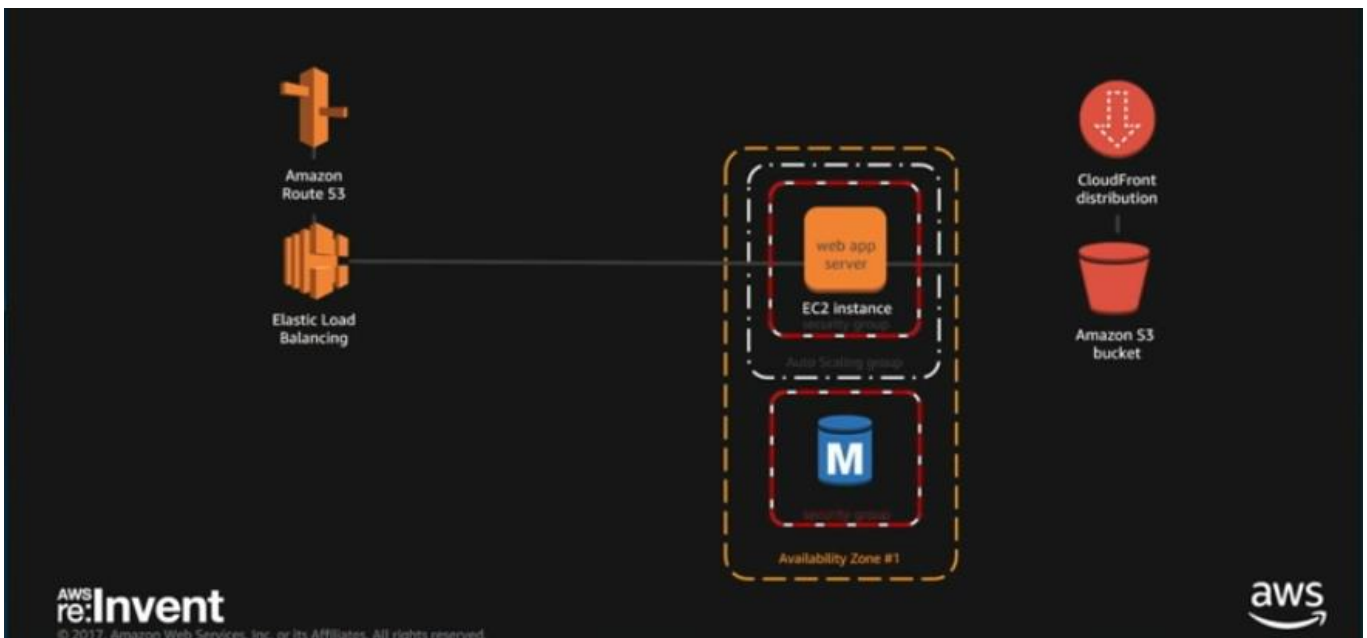 Amazon
Route 53
Elastic Load
Balancing
web app
server
EC2 instance
security group
Auto Scaling group
M
security group
Availability Zone #1
CloudFront
distribution
Amazon S3
bucket
AWS
re:Invent
© 2017, Amazon Web Services, Inc. or its Affiliates. All rights reserved.
aws